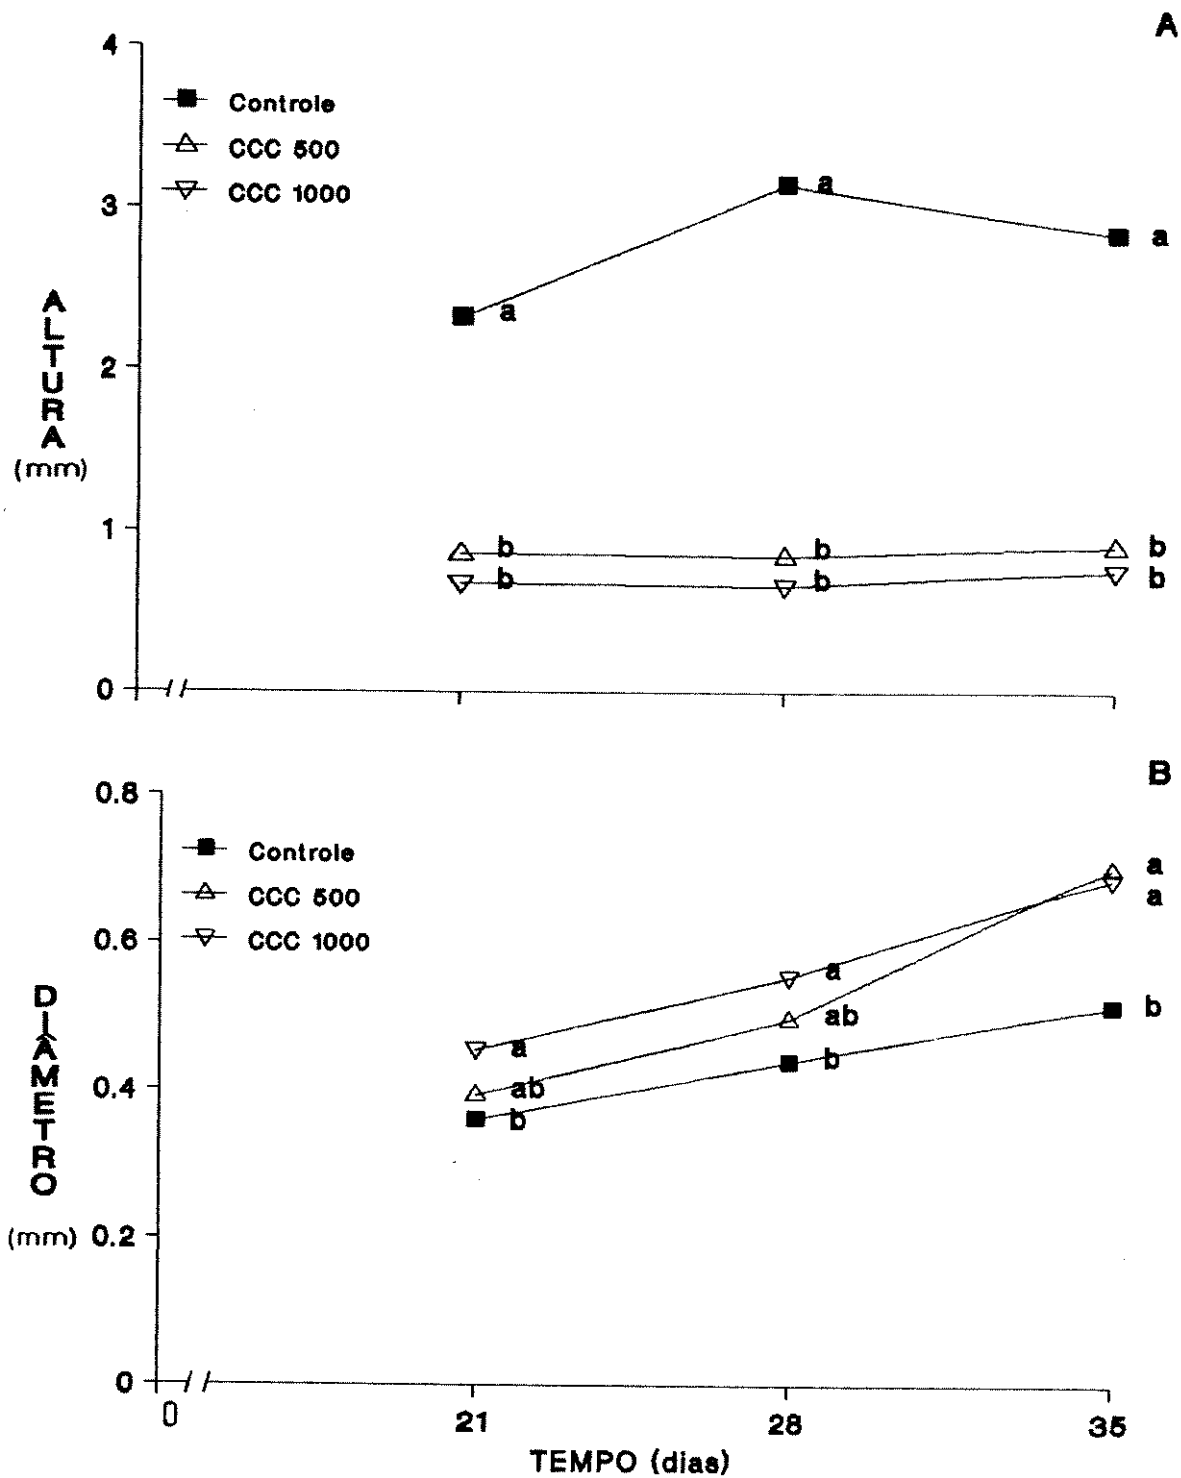 A
4
Controle
CCC 500
CCC 1000
3
a
a
a
ALTURA
(mm)
2
1
b
b
b
b
b
b
0
B
0.8
Controle
CCC 500
CCC 1000
a
a
0.6
a
ab
b
DIÂMETRO
(mm)
a
ab
b
b
0.4
0.2
0
0
21
28
35
TEMPO (dias)